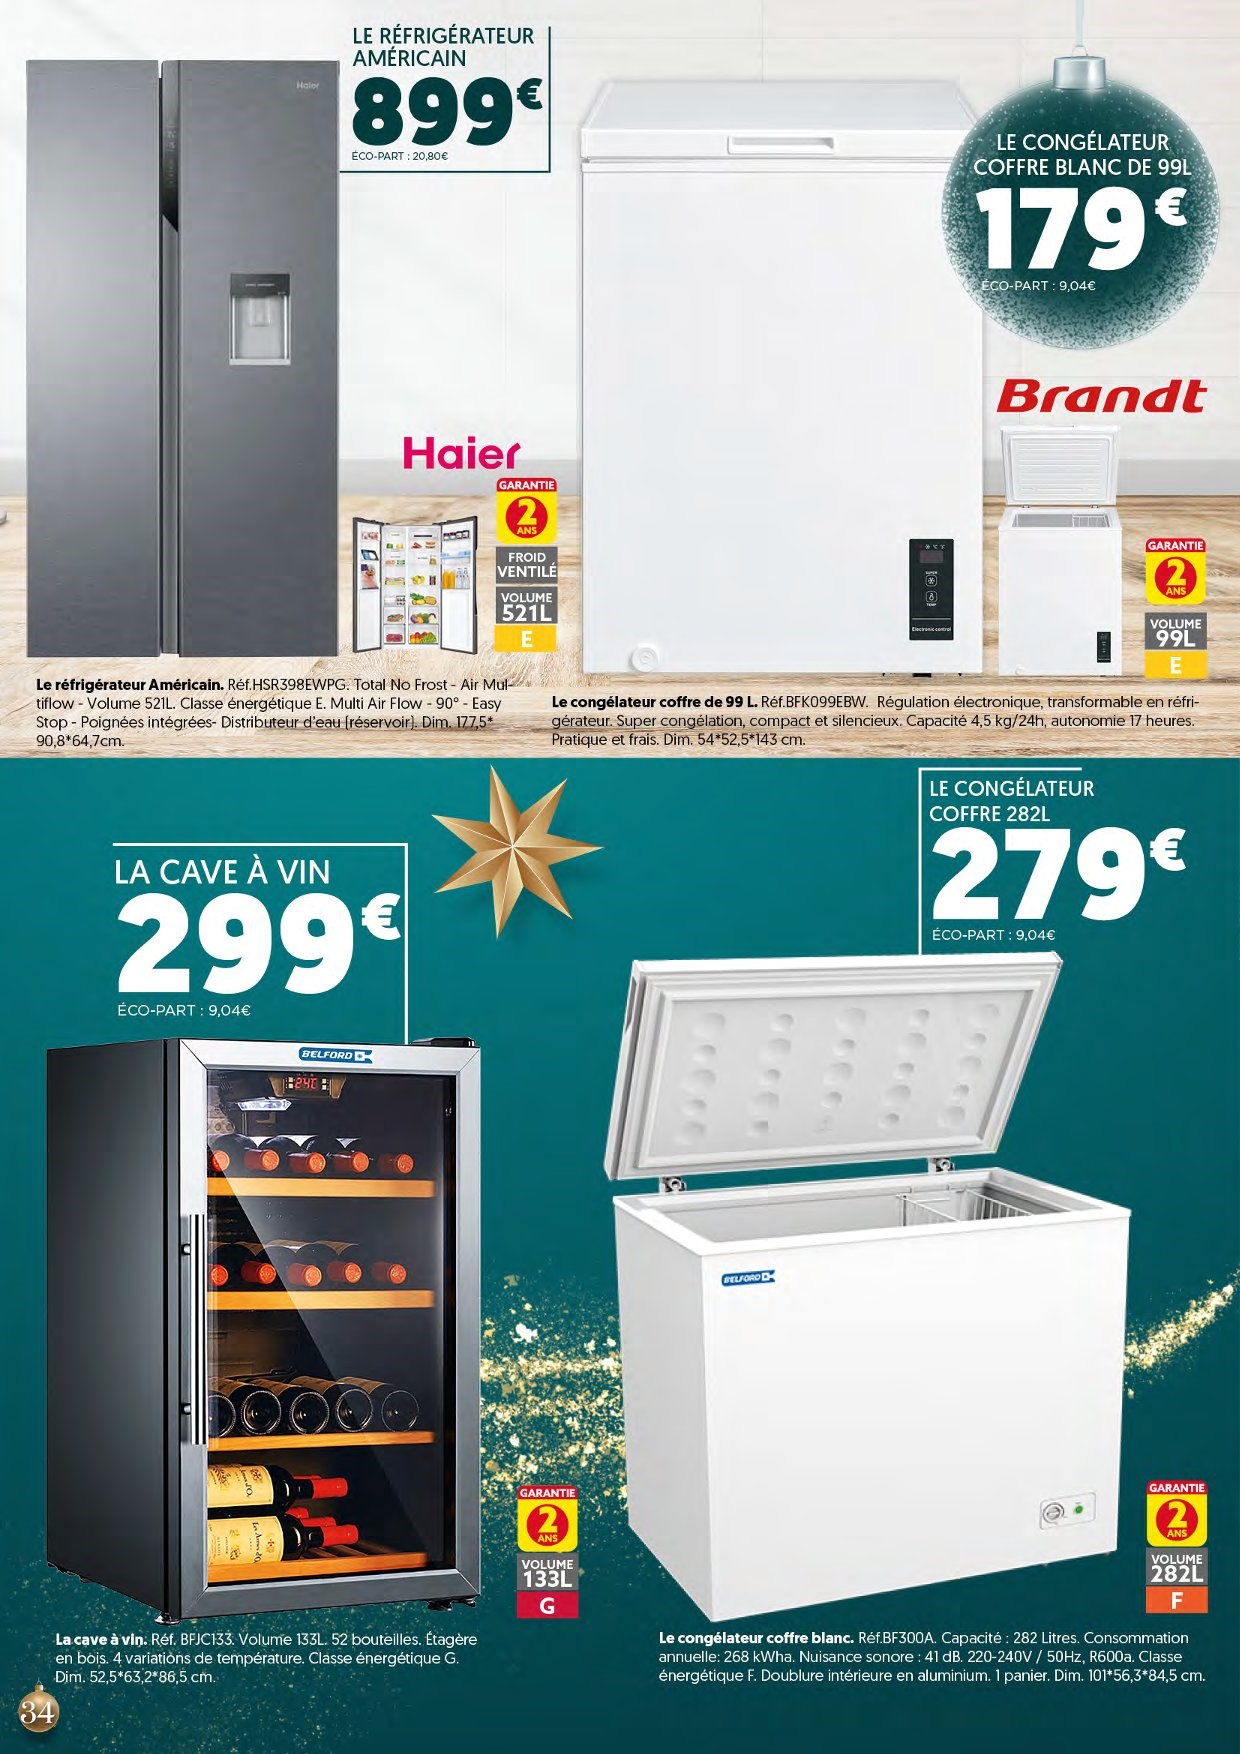 LE RÉFRIGÉRATEUR
AMÉRICAIN
899€
ÉCO-PART : 20,80€
Haier
LE CONGÉLATEUR
COFFRE BLANC DE 99L
179€
ÉCO-PART : 9,04€
Brandt
Haier
GARANTIE
2
ANS
FROID
VENTILÉ
VOLUME
521L
E
SUPER
TEMP
Electronic control
GARANTIE
2
ANS
VOLUME
99L
E
Le réfrigérateur Américain. Réf.HSR398EWPG. Total No Frost - Air Mul-
tiflow - Volume 521L. Classe énergétique E. Multi Air Flow - 90° - Easy
Stop - Poignées intégrées- Distributeur d'eau (réservoir). Dim. 177,5*
90,8*64,7cm.
Le congélateur coffre de 99 L. Réf.BFK099EBW. Régulation électronique, transformable en réfri-
gérateur. Super congélation, compact et silencieux. Capacité 4,5 kg/24h, autonomie 17 heures.
Pratique et frais. Dim. 54*52,5*143 cm.
LE CONGÉLATEUR
COFFRE 282L
279€
ÉCO-PART : 9,04€
LA CAVE À VIN
299€
ÉCO-PART : 9,04€
BELFORD
24C
BELFORD
GARANTIE
2
ANS
VOLUME
133L
G
GARANTIE
2
ANS
VOLUME
282L
F
La cave à vin. Réf. BFJC133. Volume 133L. 52 bouteilles. Étagère
en bois. 4 variations de température. Classe énergétique G.
Dim. 52,5*63,2*86,5 cm.
Le congélateur coffre blanc. Réf.BF300A. Capacité : 282 Litres. Consommation
annuelle: 268 kWha. Nuisance sonore : 41 dB. 220-240V / 50Hz, R600a. Classe
énergétique F. Doublure intérieure en aluminium. 1 panier. Dim. 101*56,3*84,5 cm.
34